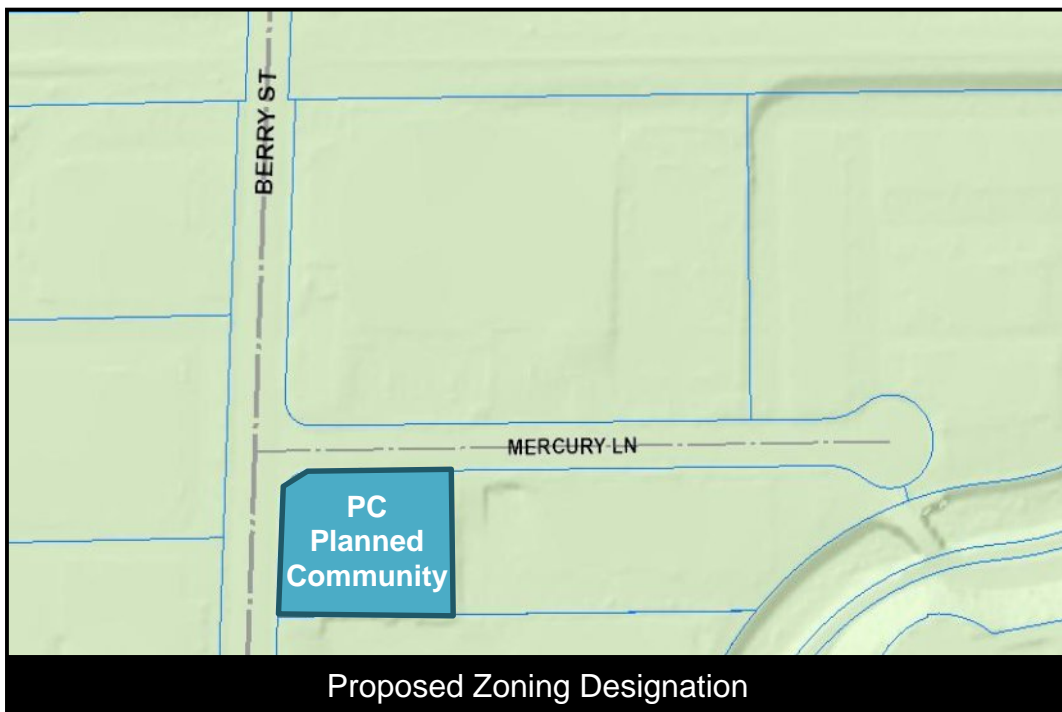 BERRY ST
MERCURY LN
PC
Planned
Community
Proposed Zoning Designation